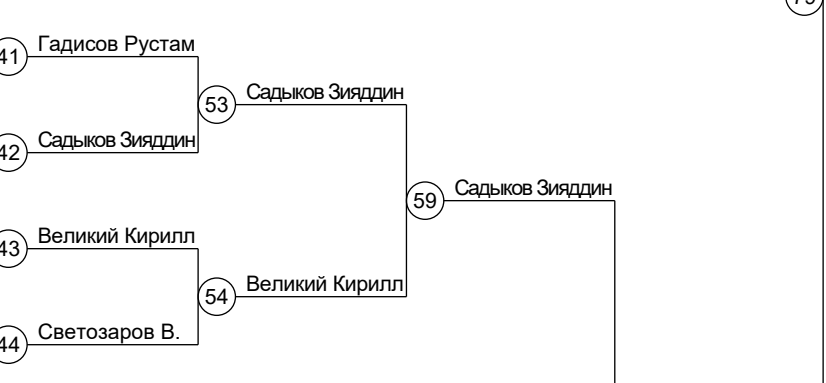 41 Гадисов Рустам
53 Садыков Зияддин
42 Садыков Зияддин
59 Садыков Зияддин
43 Великий Кирилл
54 Великий Кирилл
44 Светозаров В.